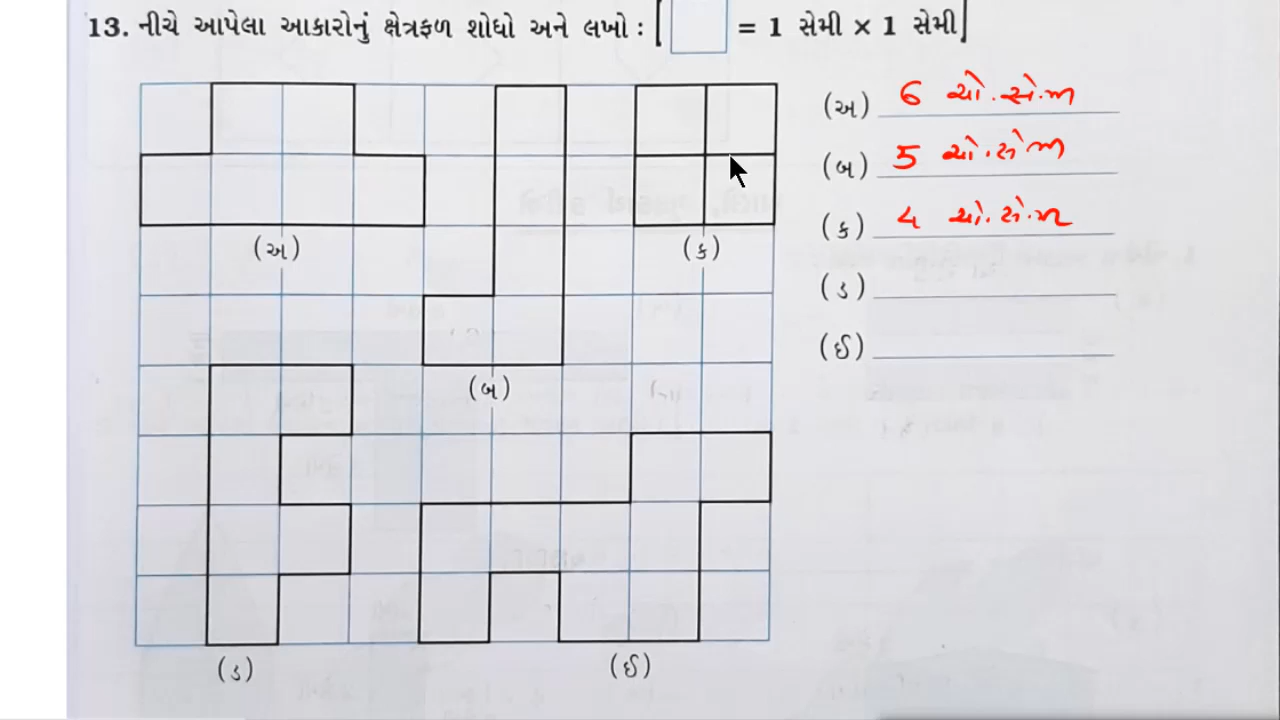 13. નીચે આપેલા આકારોનું ક્ષેત્રફળ શોધો અને લખો : [ = 1 સેમી × 1 સેમી]
(અ) 6 ચો.સે.મ
(બ) 5 ચો.સેમ
(ક) 4 ચો.સે.મ
(ડ)
(ઈ)
(અ)
(ક)
(બ)
(ડ)
(ઈ)